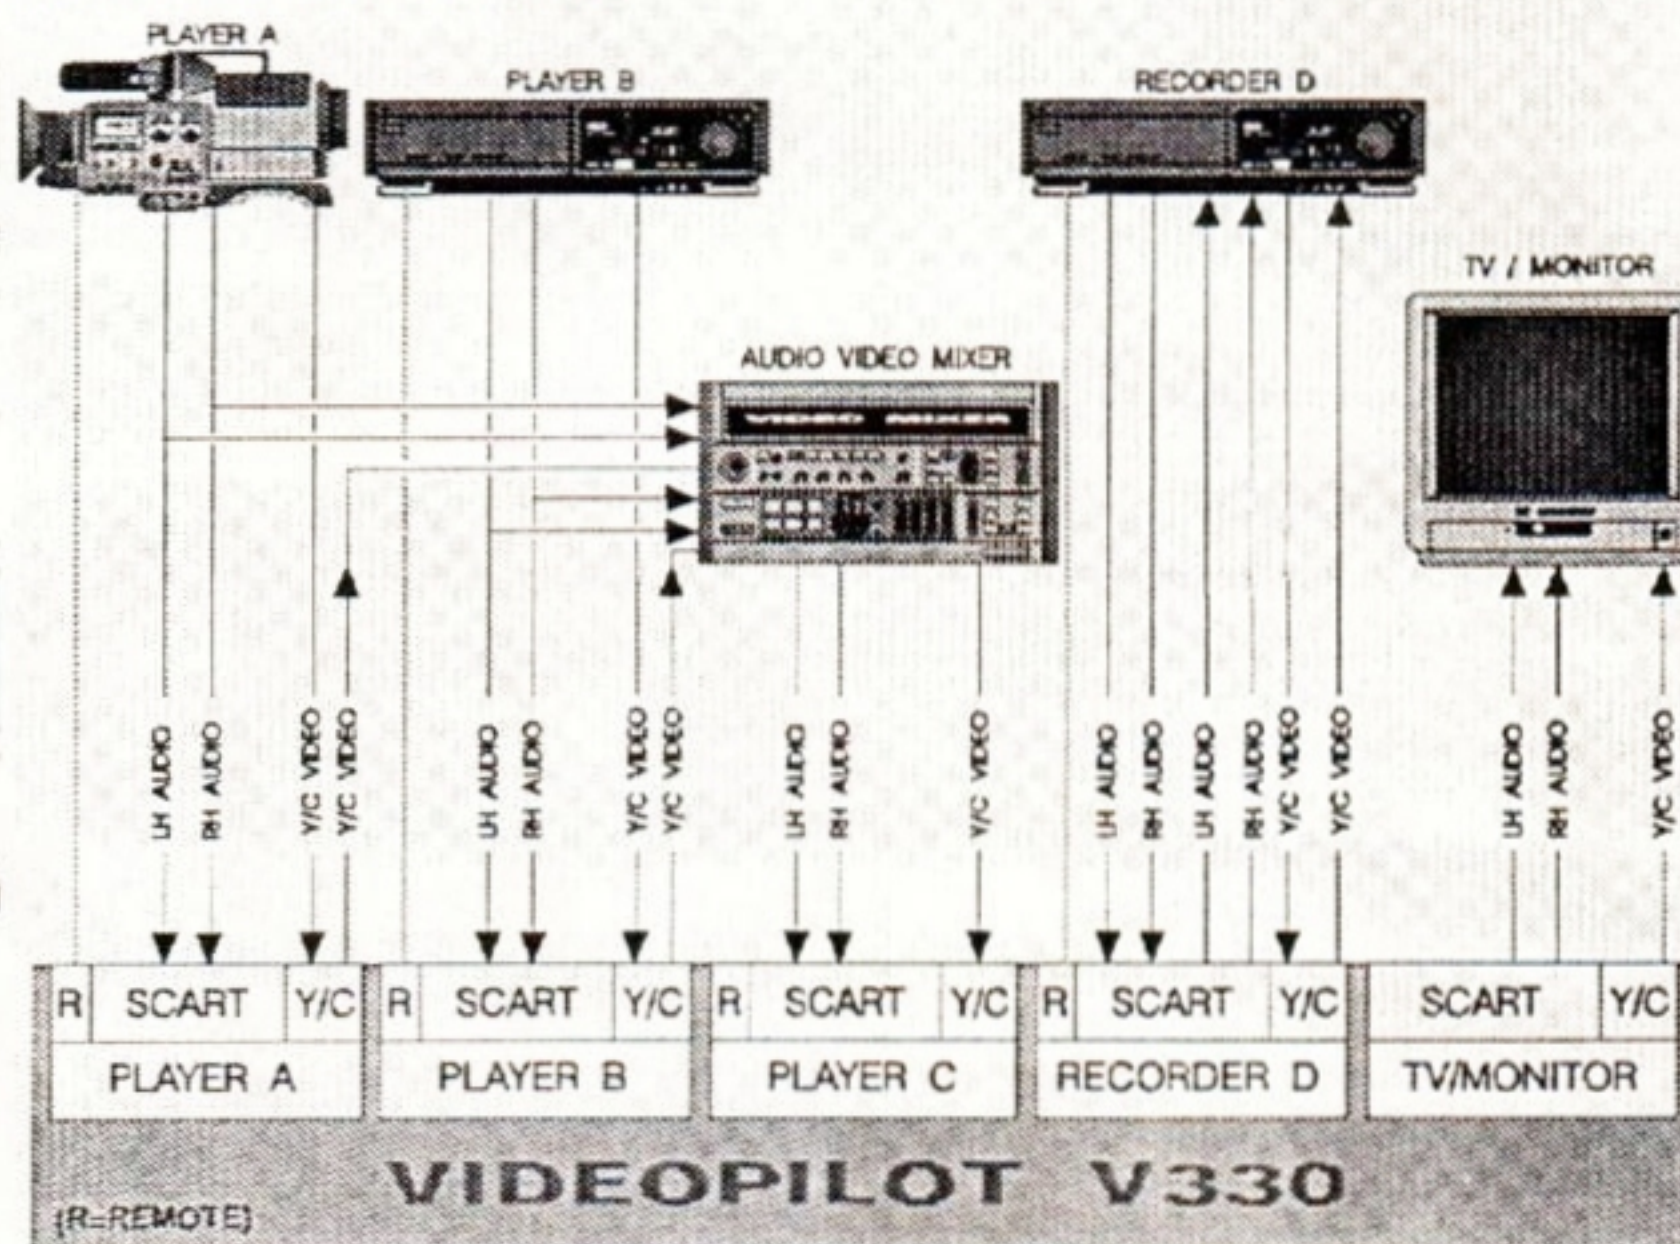 PLAYER A
PLAYER B
RECORDER D
TV / MONITOR
AUDIO VIDEO MIXER
VIDEO MIXER
LH AUDIO
RH AUDIO
Y/C VIDEO
Y/C VIDEO
LH AUDIO
RH AUDIO
Y/C VIDEO
Y/C VIDEO
LH AUDIO
RH AUDIO
Y/C VIDEO
LH AUDIO
RH AUDIO
LH AUDIO
RH AUDIO
Y/C VIDEO
Y/C VIDEO
LH AUDIO
RH AUDIO
Y/C VIDEO
R SCART Y/C R SCART Y/C R SCART Y/C R SCART Y/C SCART Y/C
PLAYER A PLAYER B PLAYER C RECORDER D TV/MONITOR
VIDEOPILOT V330
(R=REMOTE)